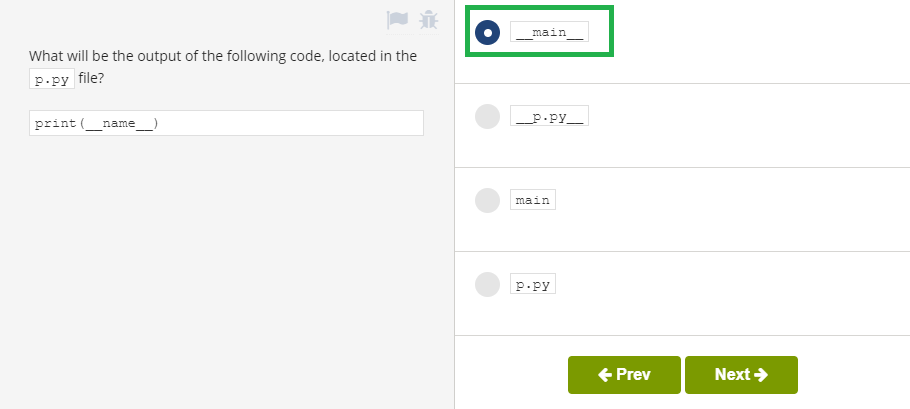 What will be the output of the following code, located in the
p.py file?
print(__name__)
__main__
__p.py__
main
p.py
Prev
Next